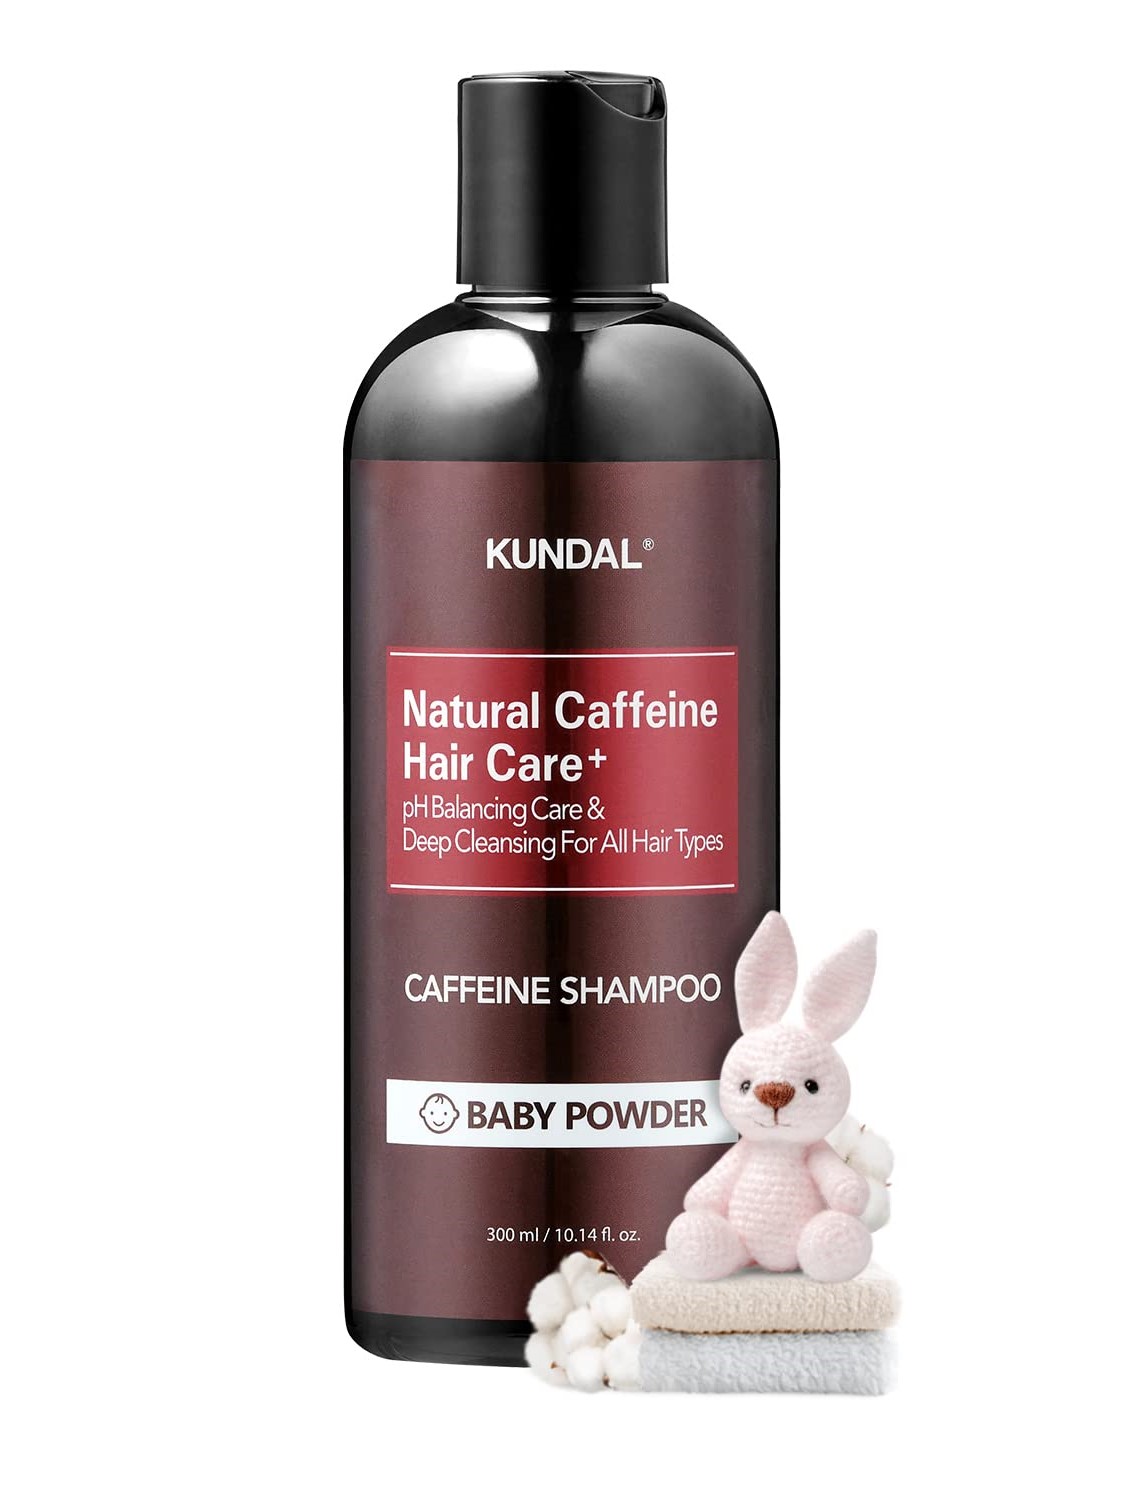 KUNDAL®
Natural Caffeine
Hair Care+
pH Balancing Care &
Deep Cleansing For All Hair Types
CAFFEINE SHAMPOO
BABY POWDER
300 ml / 10.14 fl. oz.